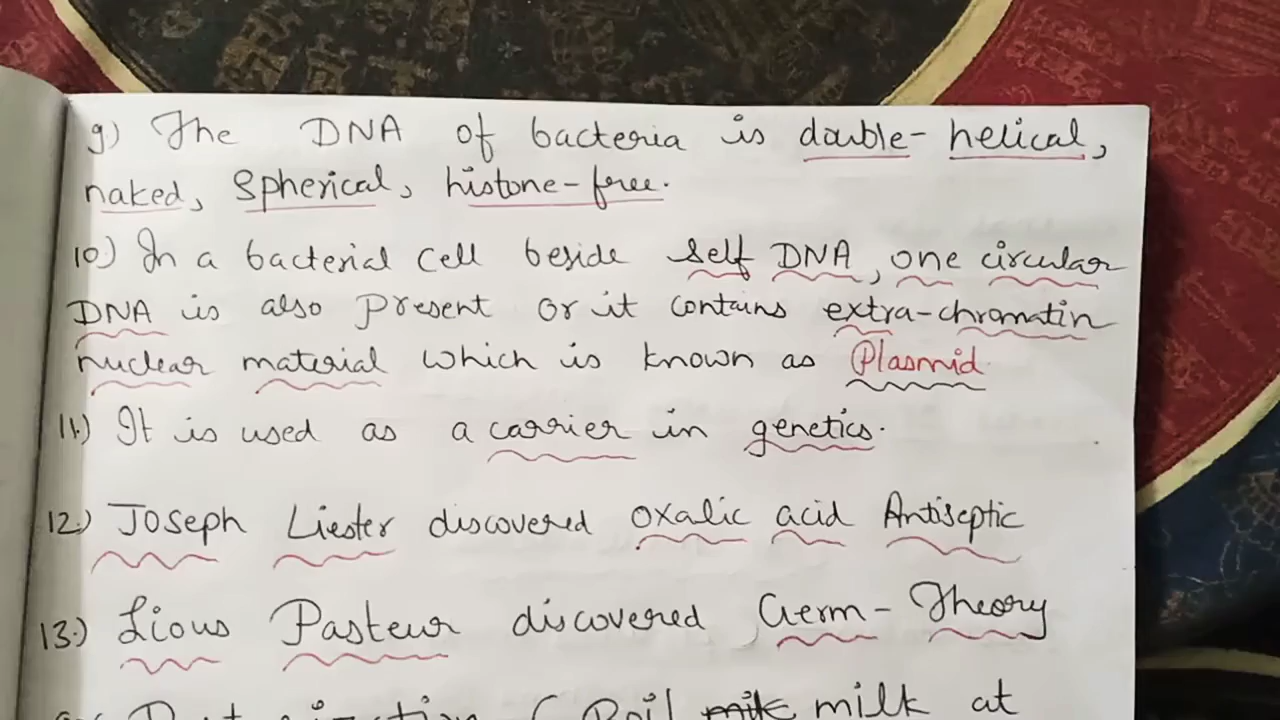 9) The DNA of bacteria is double-helical,
naked, Spherical, histone-free.
10) In a bacterial cell beside self DNA, one circular
DNA is also present or it contains extra-chromatin
nuclear material which is known as Plasmid
11) It is used as a carrier in genetics.
12) Joseph Liester discovered oxalic acid Antiseptic
13) Lious Pasteur discovered Germ-Theory
(Boil milk at